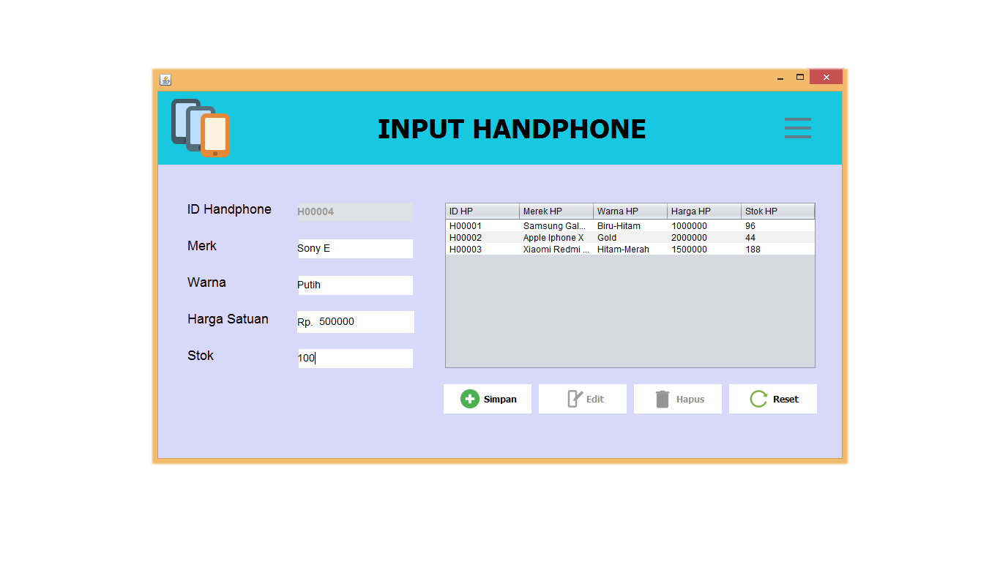 INPUT HANDPHONE
ID Handphone H00004
Merk Sony E
Warna Putih
Harga Satuan Rp. 500000
Stok 100
ID HP Merek HP Warna HP Harga HP Stok HP
H00001 Samsung Gal... Biru-Hitam 1000000 96
H00002 Apple Iphone X Gold 2000000 44
H00003 Xiaomi Redmi ... Hitam-Merah 1500000 188
Simpan Edit Hapus Reset